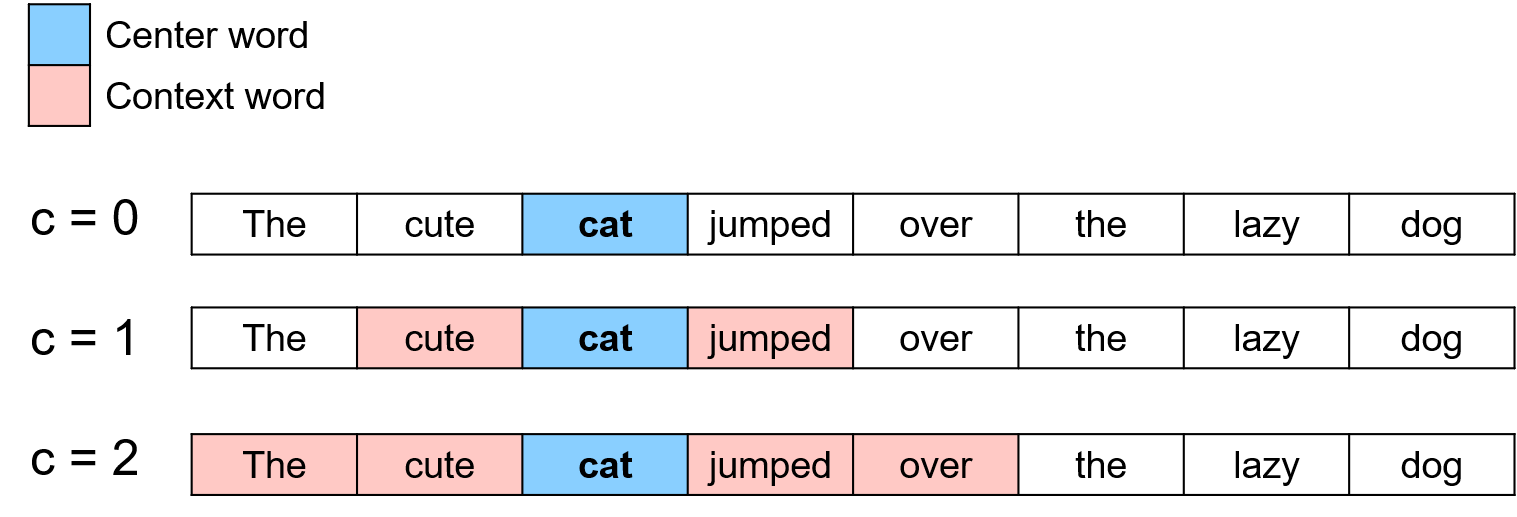 Center word
Context word
c = 0 The cute cat jumped over the lazy dog
c = 1 The cute cat jumped over the lazy dog
c = 2 The cute cat jumped over the lazy dog